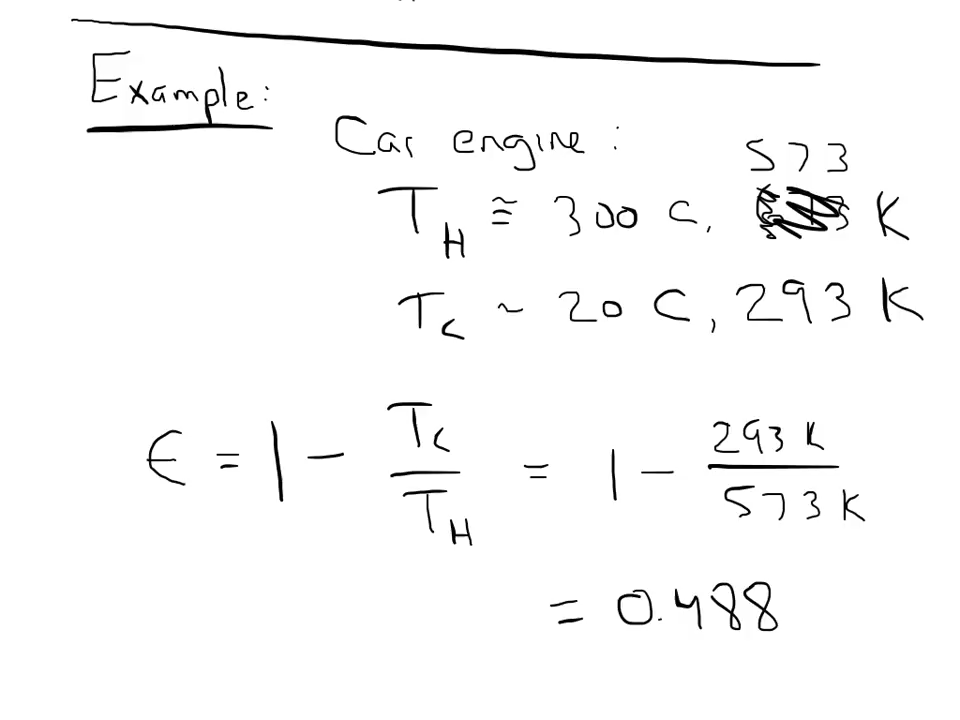 Example:
Car engine:
573
T_H ≅ 300 C, K
T_C ~ 20 C, 293 K
ϵ = 1 - T_C / T_H = 1 - 293 K / 573 K
= 0.488